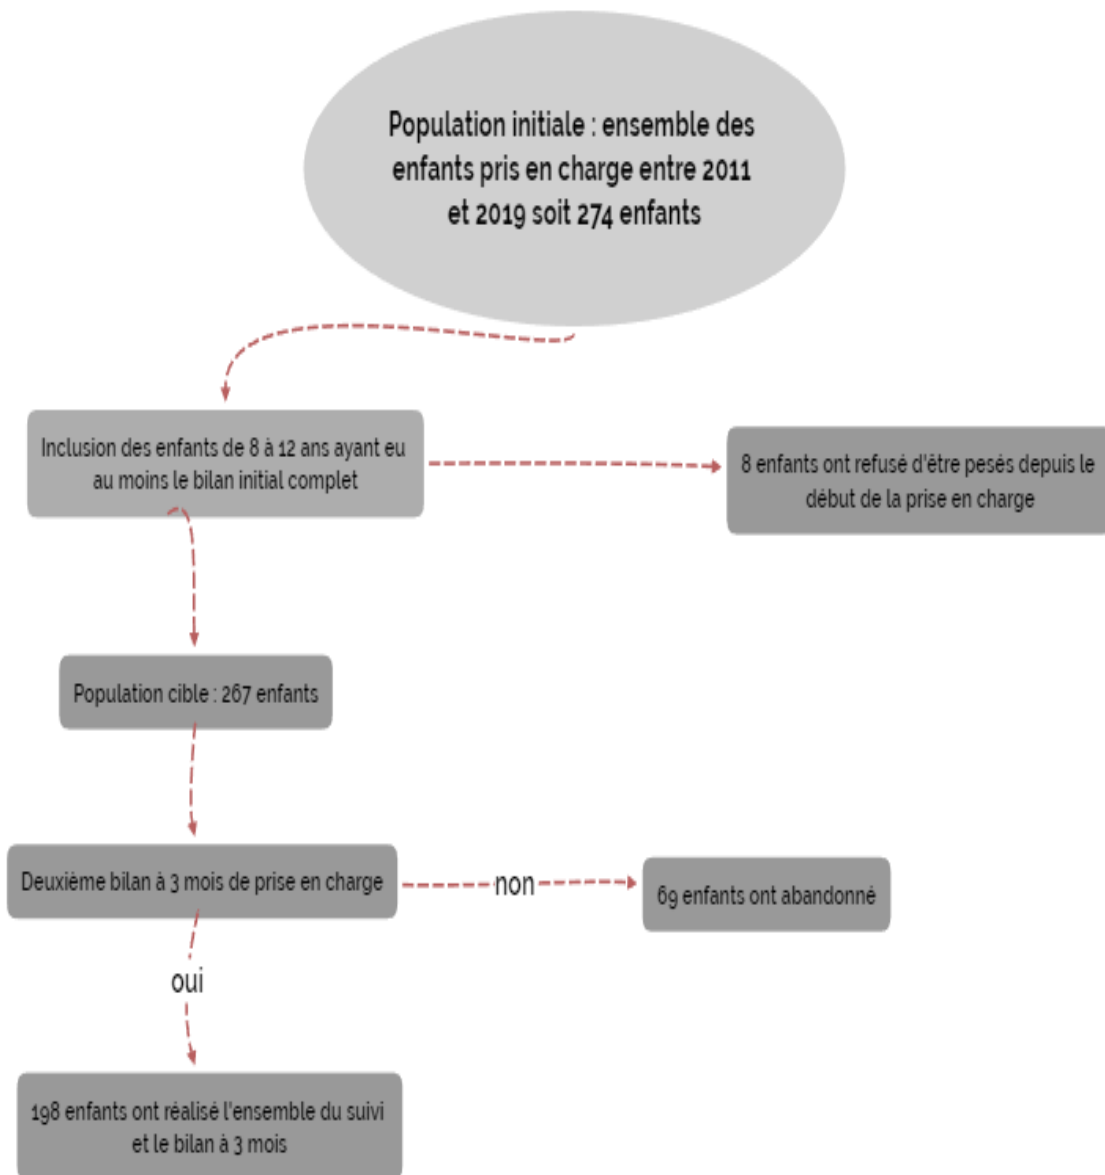 Population initiale : ensemble des
enfants pris en charge entre 2011
et 2019 soit 274 enfants
Inclusion des enfants de 8 à 12 ans ayant eu
au moins le bilan initial complet
8 enfants ont refusé d'être pesés depuis le
début de la prise en charge
Population cible : 267 enfants
Deuxième bilan à 3 mois de prise en charge
non
69 enfants ont abandonné
oui
198 enfants ont réalisé l'ensemble du suivi
et le bilan à 3 mois